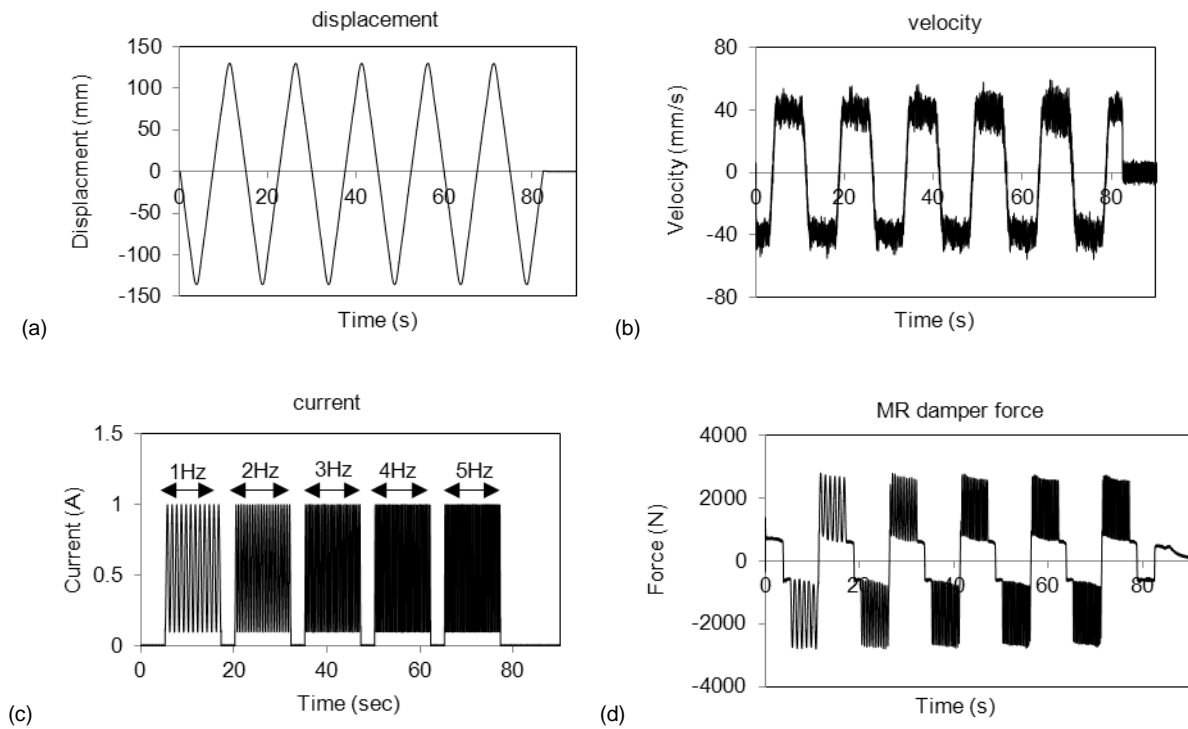 displacement
150
100
50
0
-50
-100
-150
0
20
40
60
80
Displacment (mm)
Time (s)
(a)
velocity
80
40
0
-40
-80
0
20
40
60
80
Velocity (mm/s)
Time (s)
(b)
current
1.5
1
0.5
0
1Hz
2Hz
3Hz
4Hz
5Hz
0
20
40
60
80
Current (A)
Time (sec)
(c)
MR damper force
4000
2000
0
-2000
-4000
0
20
40
60
80
Force (N)
Time (s)
(d)